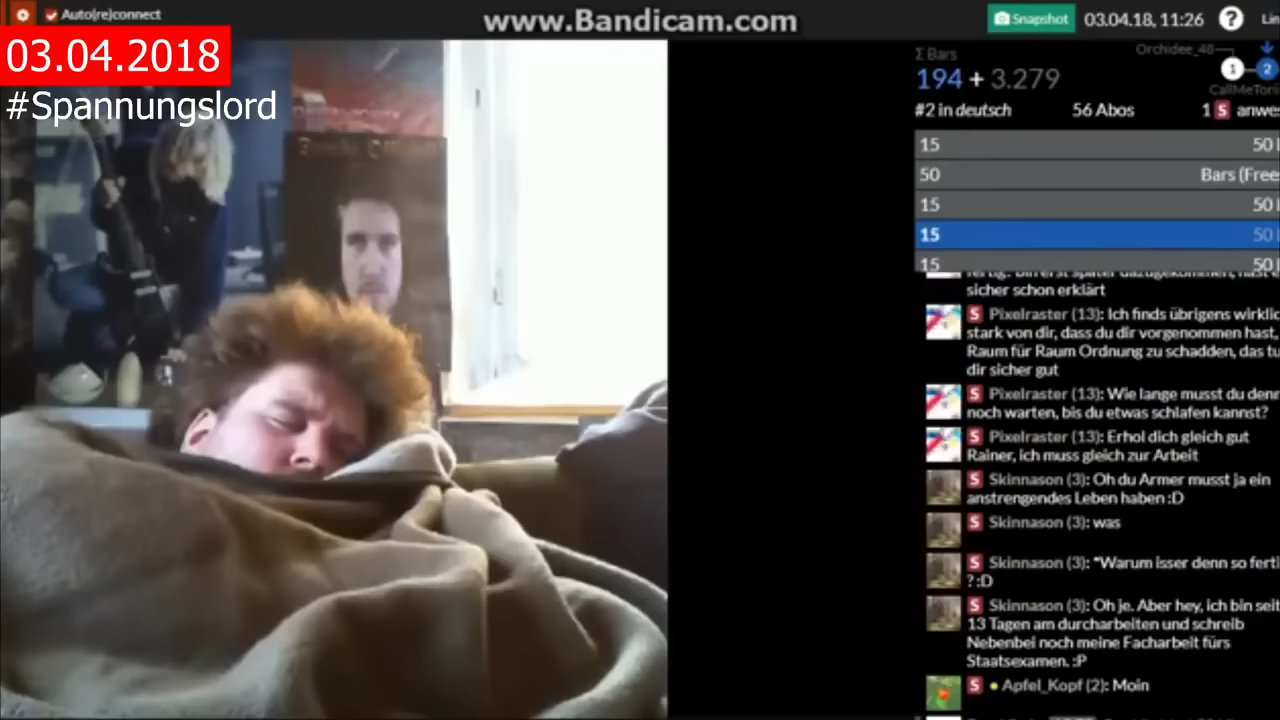 Auto[re]connect
www.Bandicam.com
Snapshot
03.04.18, 11:26
?
03.04.2018
#Spannungslord
Σ Bars
Orchidee_48
194 + 3.279
1
2
#2 in deutsch
56 Abos
1 S
15
50
50
Bars (Free
15
50
15
50
15
50
sicher schon erklärt
S Pixelraster (13): Ich finds übrigens wirklic
stark von dir, dass du dir vorgenommen hast,
Raum für Raum Ordnung zu schadden, das tu
dir sicher gut
S Pixelraster (13): Wie lange musst du denn
noch warten, bis du etwas schlafen kannst?
S Pixelraster (13): Erhol dich gleich gut
Rainer, ich muss gleich zur Arbeit
S Skinnason (3): Oh du Armer musst ja ein
anstrengendes Leben haben :D
S Skinnason (3): was
S Skinnason (3): *Warum isser denn so ferti
? :D
S Skinnason (3): Oh je. Aber hey, ich bin seit
13 Tagen am durcharbeiten und schreib
Nebenbei noch meine Facharbeit fürs
Staatsexamen. :P
S Apfel_Kopf (2): Moin